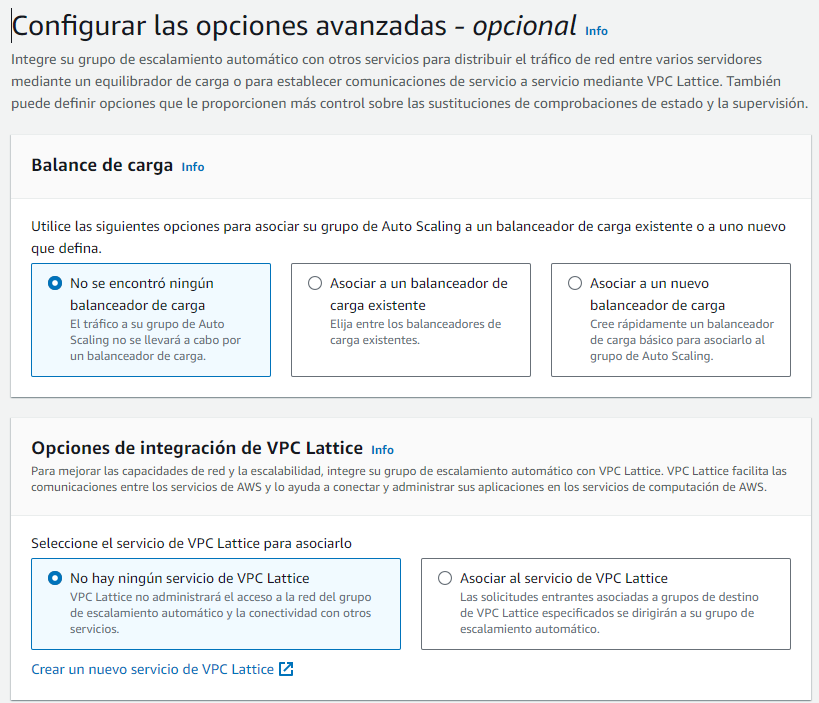 Configurar las opciones avanzadas - opcional Info
Integre su grupo de escalamiento automático con otros servicios para distribuir el tráfico de red entre varios servidores
mediante un equilibrador de carga o para establecer comunicaciones de servicio a servicio mediante VPC Lattice. También
puede definir opciones que le proporcionen más control sobre las sustituciones de comprobaciones de estado y la supervisión.
Balance de carga Info
Utilice las siguientes opciones para asociar su grupo de Auto Scaling a un balanceador de carga existente o a uno nuevo
que defina.
No se encontró ningún
balanceador de carga
El tráfico a su grupo de Auto
Scaling no se llevará a cabo por
un balanceador de carga.
Asociar a un balanceador de
carga existente
Elija entre los balanceadores de
carga existentes.
Asociar a un nuevo
balanceador de carga
Cree rápidamente un balanceador
de carga básico para asociarlo al
grupo de Auto Scaling.
Opciones de integración de VPC Lattice Info
Para mejorar las capacidades de red y la escalabilidad, integre su grupo de escalamiento automático con VPC Lattice. VPC Lattice facilita las
comunicaciones entre los servicios de AWS y lo ayuda a conectar y administrar sus aplicaciones en los servicios de computación de AWS.
Seleccione el servicio de VPC Lattice para asociarlo
No hay ningún servicio de VPC Lattice
VPC Lattice no administrará el acceso a la red del grupo
de escalamiento automático y la conectividad con otros
servicios.
Asociar al servicio de VPC Lattice
Las solicitudes entrantes asociadas a grupos de destino
de VPC Lattice especificados se dirigirán a su grupo de
escalamiento automático.
Crear un nuevo servicio de VPC Lattice